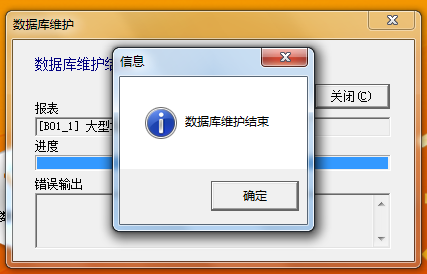 数据库维护
数据库维护结
信息
数据库维护结束
确定
关闭(C)
报表
[B01_1] 大型
进度
错误输出